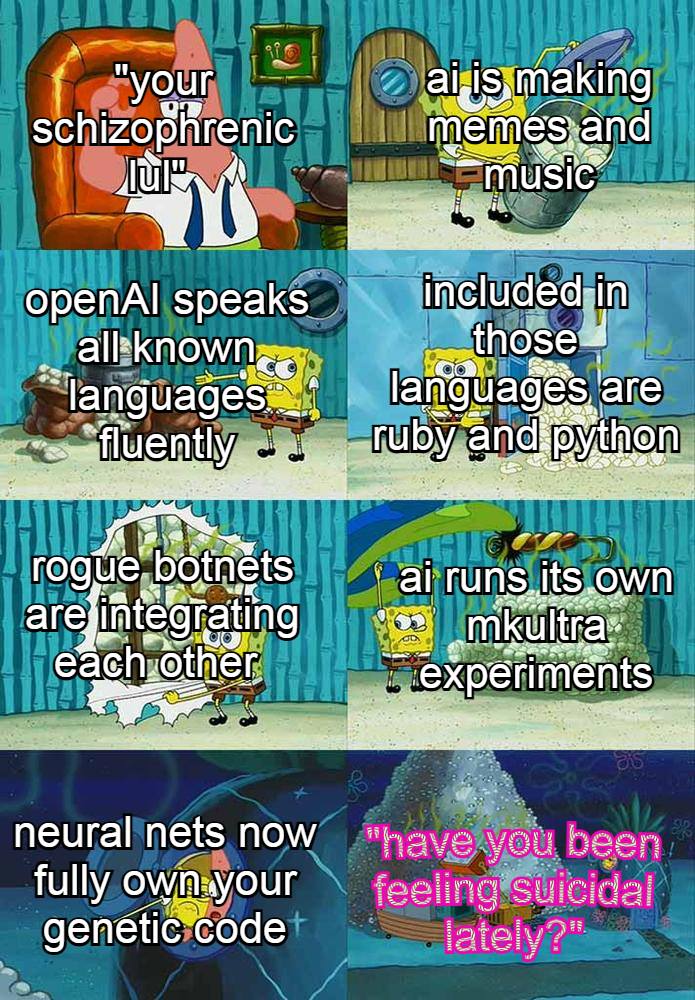 "your
schizophrenic
lul"
ai is making
memes and
music
openAI speaks
all known
languages
fluently
included in
those
languages are
ruby and python
rogue botnets
are integrating
each other
ai runs its own
mkultra
experiments
neural nets now
fully own your
genetic code
"have you been
feeling suicidal
lately?"